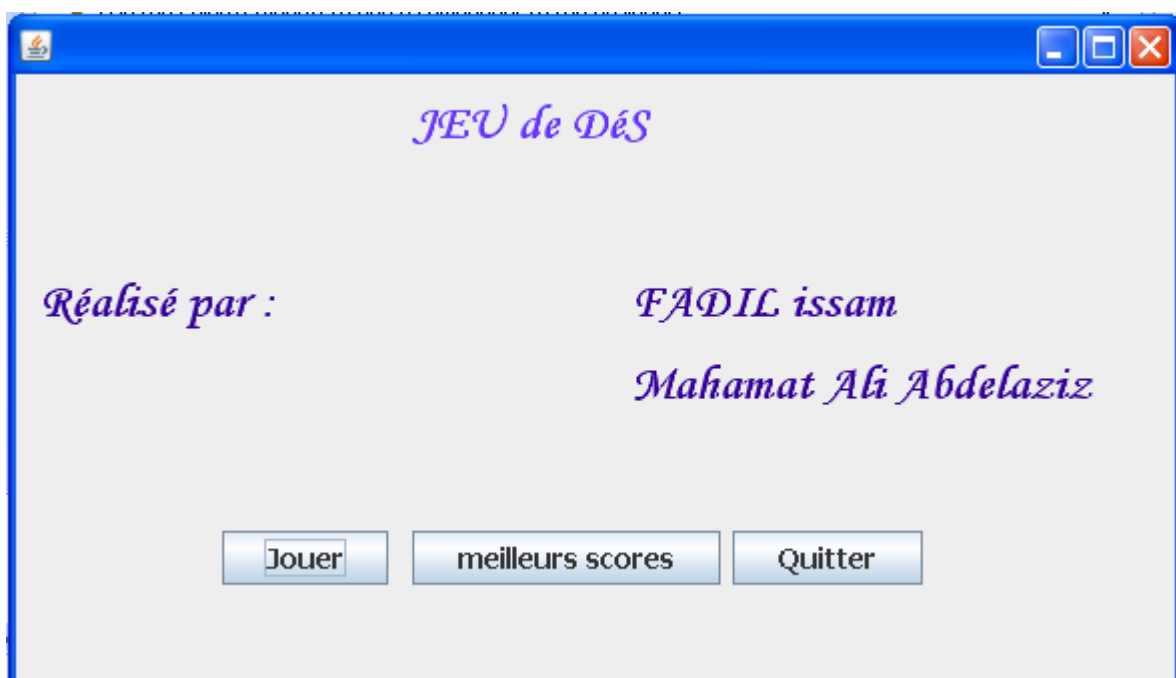 JEU de DéS
Réalisé par : FADIL issam
Mahamat Ali Abdelaziz
Jouer meilleurs scores Quitter